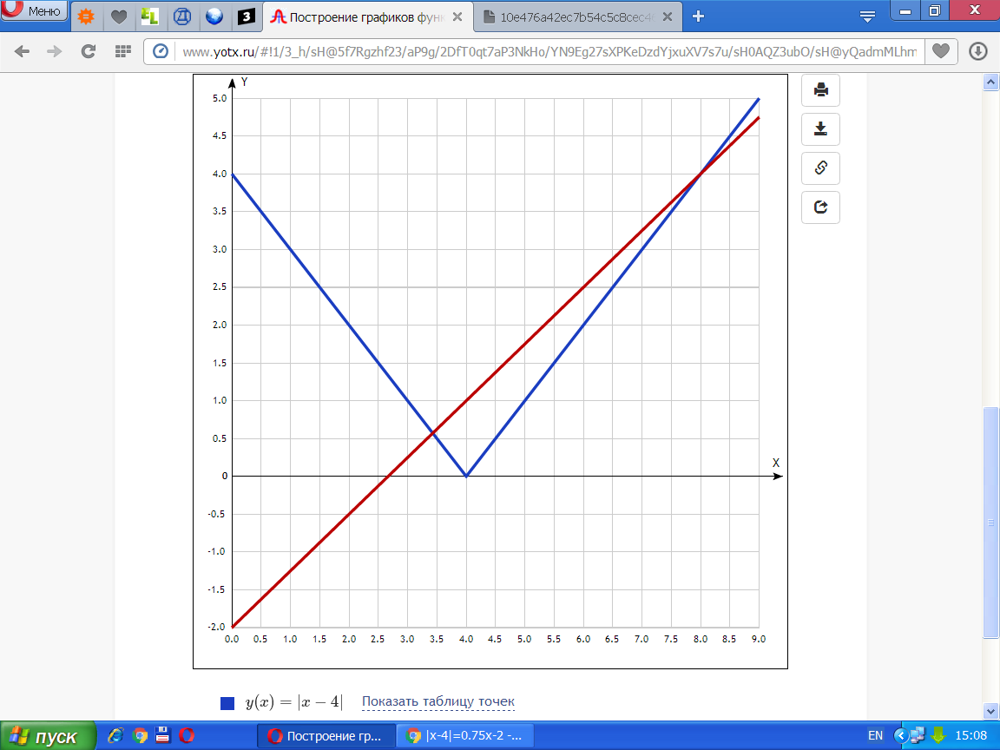 Меню
3
Построение графиков фун
10e476a42ec7b54c5c8cec4
www.yotx.ru/#!1/3_h/sH@5f7Rgzhf23/aP9g/2DfT0qt7aP3NkHo/YN9Eg27sXPKeDzdYjxuXV7s7u/sH0AQZ3ubO/sH@yQadmMLhm
Y
5.0
4.5
4.0
3.5
3.0
2.5
2.0
1.5
1.0
0.5
0
X
-0.5
-1.0
-1.5
-2.0
0.0 0.5 1.0 1.5 2.0 2.5 3.0 3.5 4.0 4.5 5.0 5.5 6.0 6.5 7.0 7.5 8.0 8.5 9.0
y(x) = |x − 4| Показать таблицу точек
пуск
Построение гр...
|x-4|=0.75x-2 -...
EN
15:08